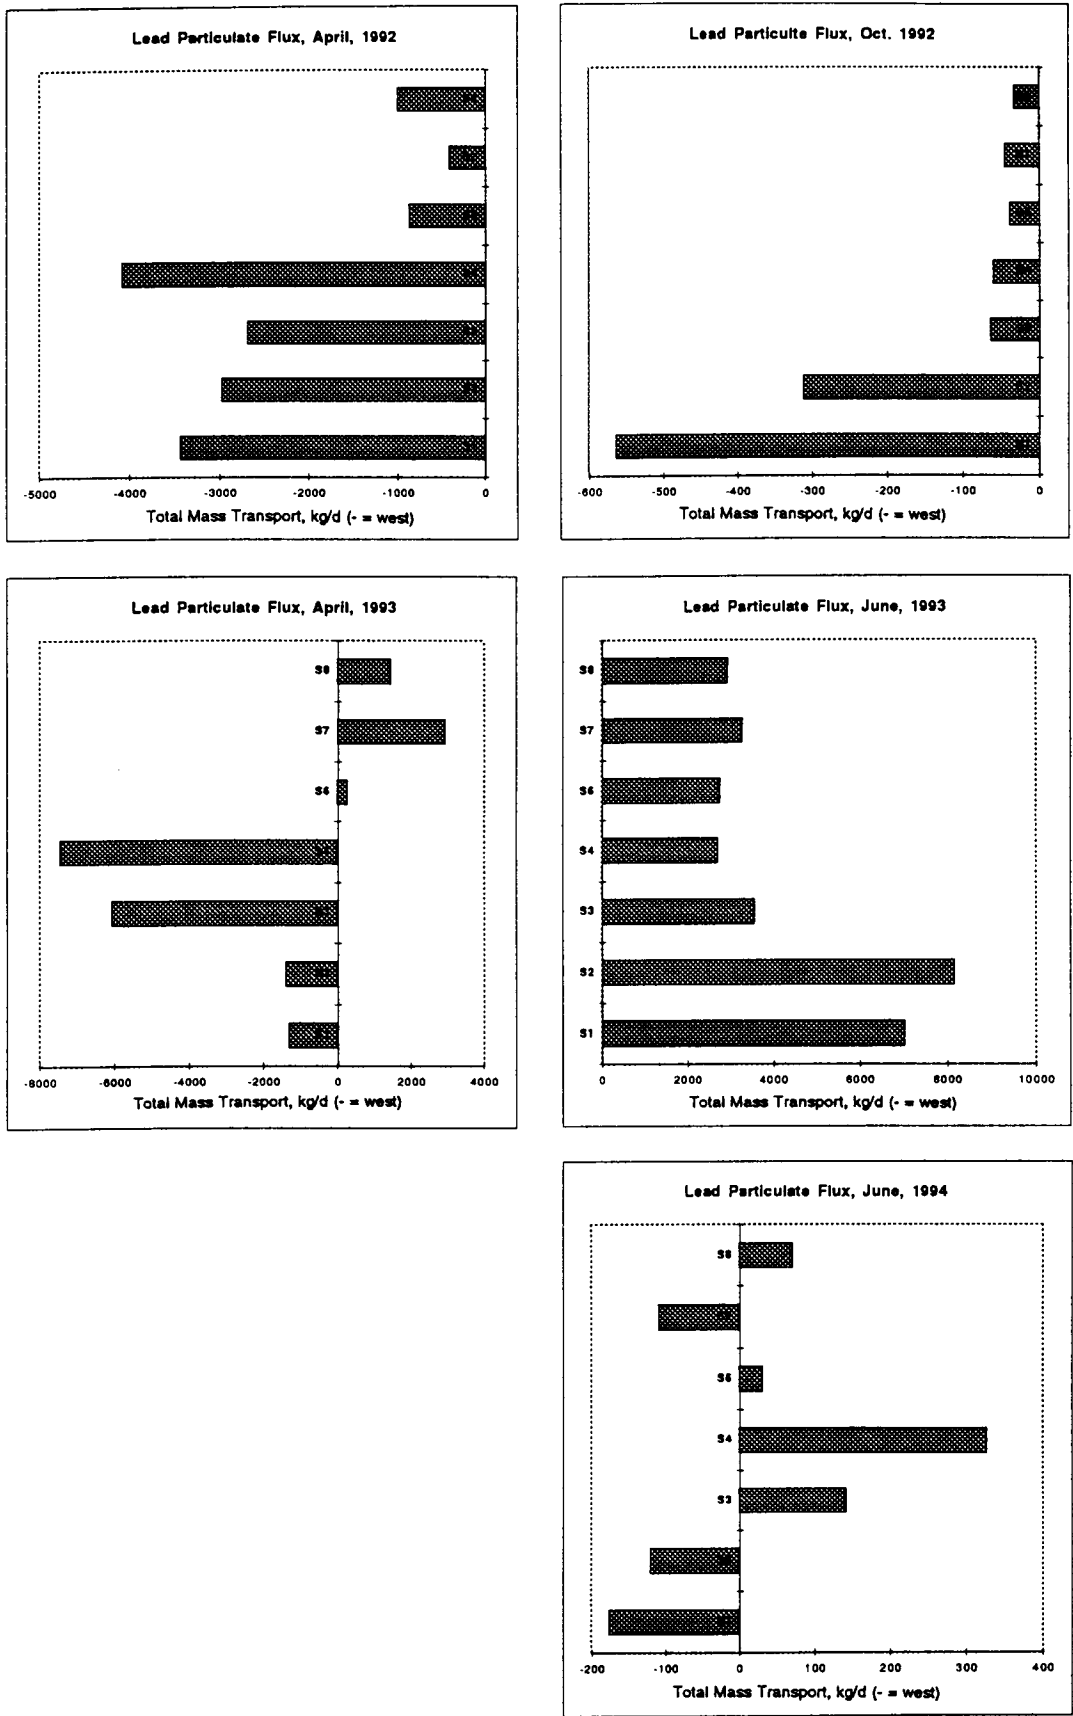 Lead Particulate Flux, April, 1992
-5000 -4000 -3000 -2000 -1000 0
Total Mass Transport, kg/d (- = west)
Lead Particulte Flux, Oct. 1992
-600 -500 -400 -300 -200 -100 0
Total Mass Transport, kg/d (- = west)
Lead Particulate Flux, April, 1993
S8
S7
S6
-8000 -6000 -4000 -2000 0 2000 4000
Total Mass Transport, kg/d (- = west)
Lead Particulate Flux, June, 1993
S8
S7
S6
S4
S3
S2
S1
0 2000 4000 6000 8000 10000
Total Mass Transport, kg/d (- = west)
Lead Particulate Flux, June, 1994
S8
S6
S4
S3
-200 -100 0 100 200 300 400
Total Mass Transport, kg/d (- = west)